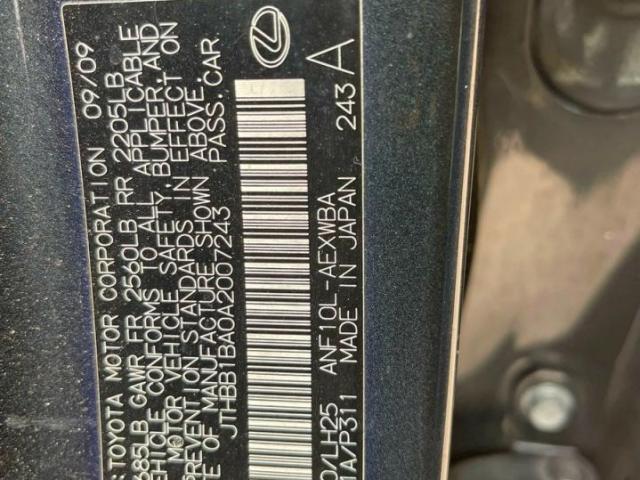 : TOYOTA MOTOR CORPORATION 09/09
685LB GAWR FR 2560LB RR 2205LB
VEHICLE CONFORMS TO ALL APPLICABLE
MOTOR VEHICLE SAFETY, BUMPER, AND
PREVENTION STANDARDS IN EFFECT ON
TE OF MANUFACTURE SHOWN ABOVE.
JTHBB1BA0A2007243 PASS.CAR
0/LH25 ANF10L-AEXWBA 243 A
1A/P311 MADE IN JAPAN